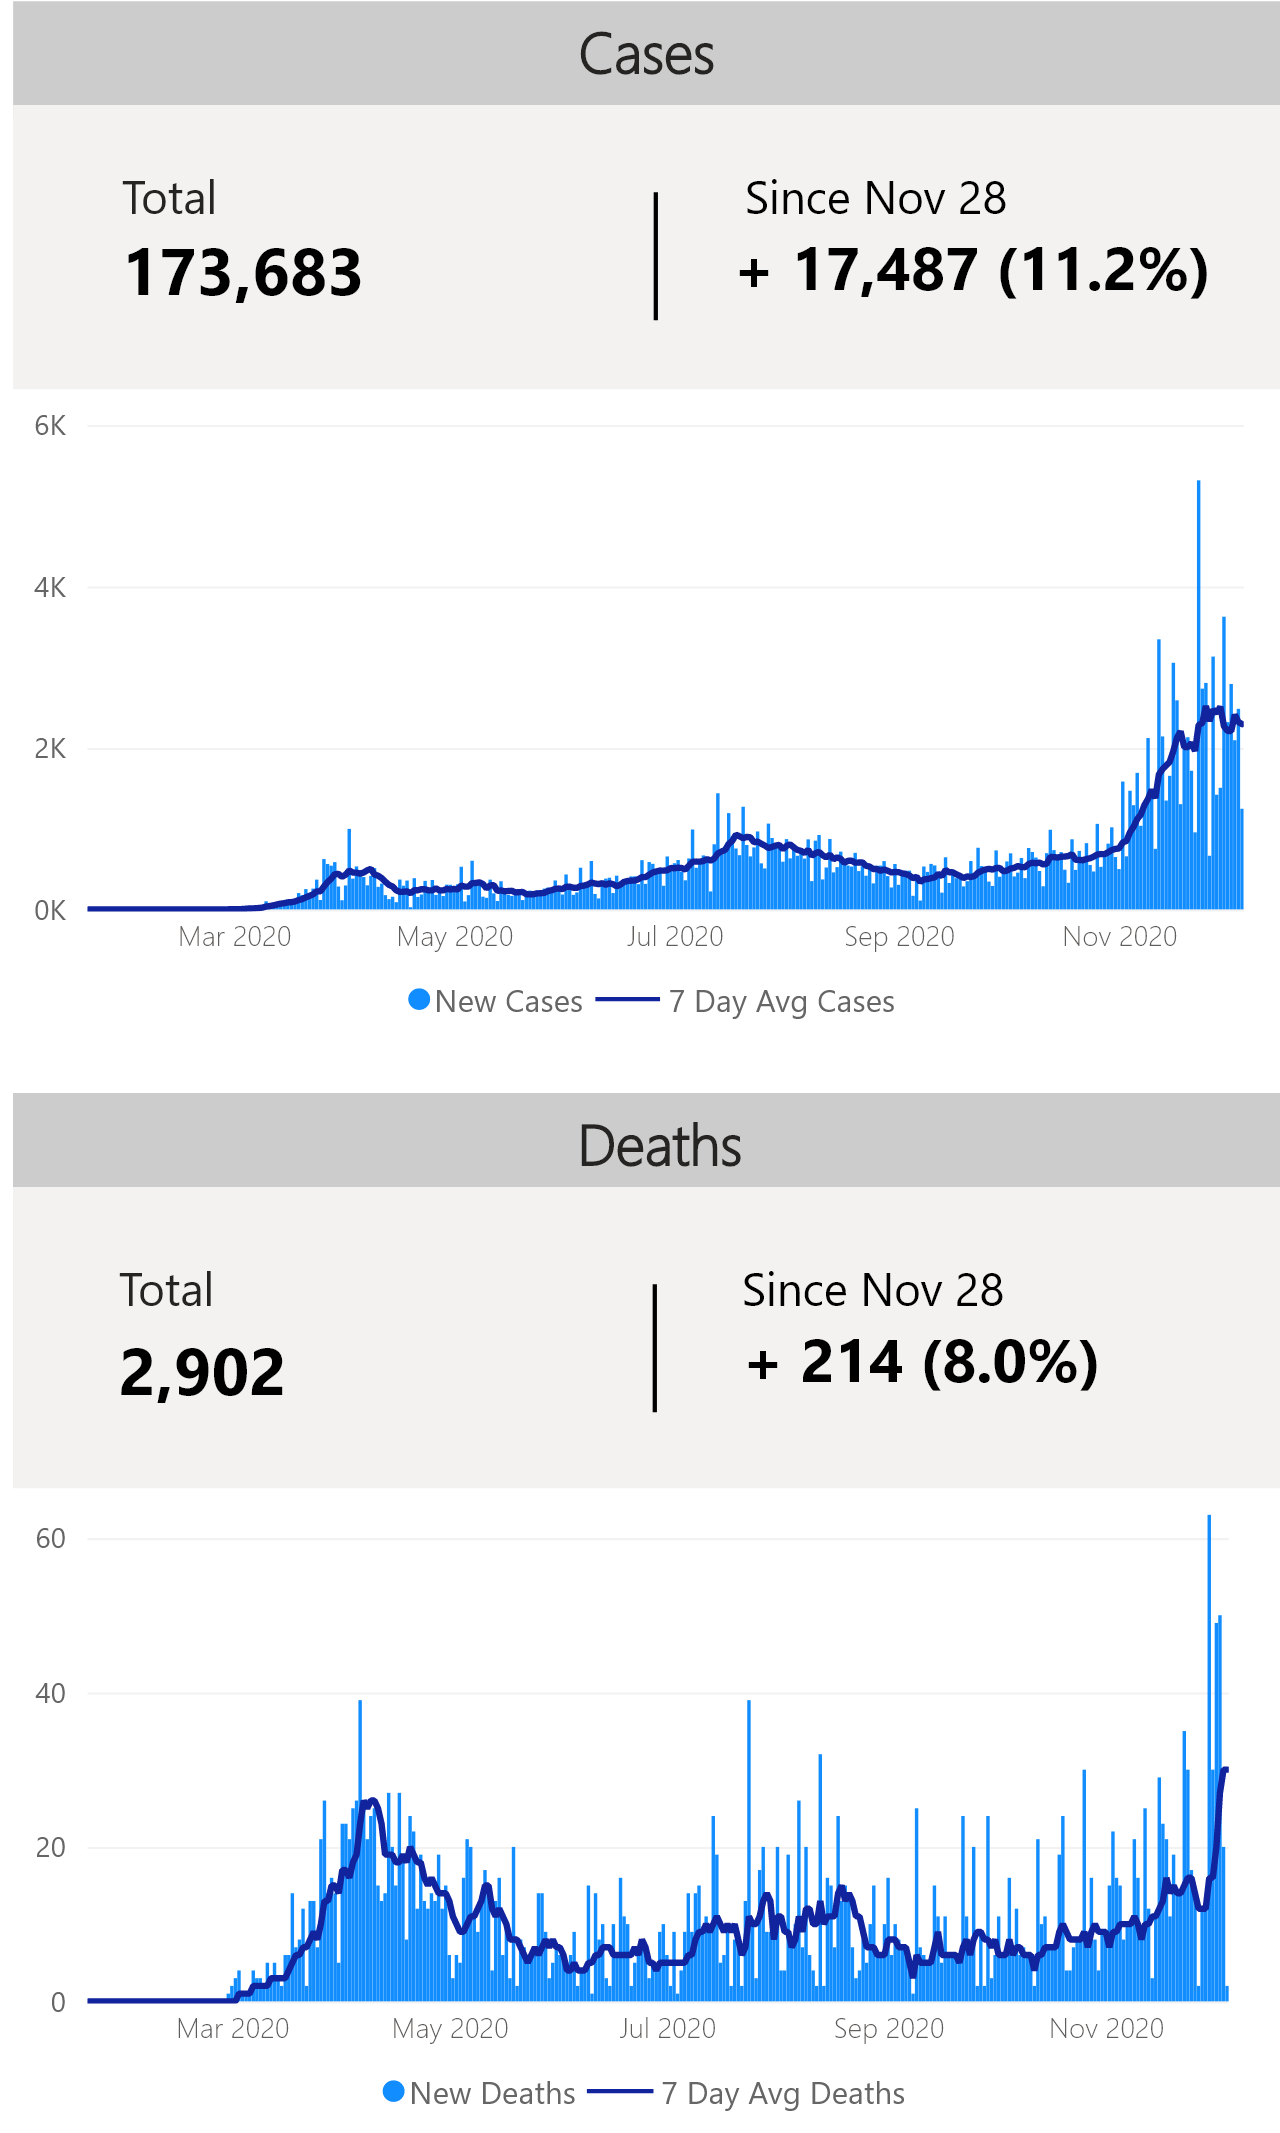 Cases
Total
Since Nov 28
173,683
+ 17,487 (11.2%)
6K
4K
2K
0K
Mar 2020 May 2020 Jul 2020 Sep 2020 Nov 2020
New Cases 7 Day Avg Cases
Deaths
Total
Since Nov 28
2,902
+ 214 (8.0%)
60
40
20
0
Mar 2020 May 2020 Jul 2020 Sep 2020 Nov 2020
New Deaths 7 Day Avg Deaths